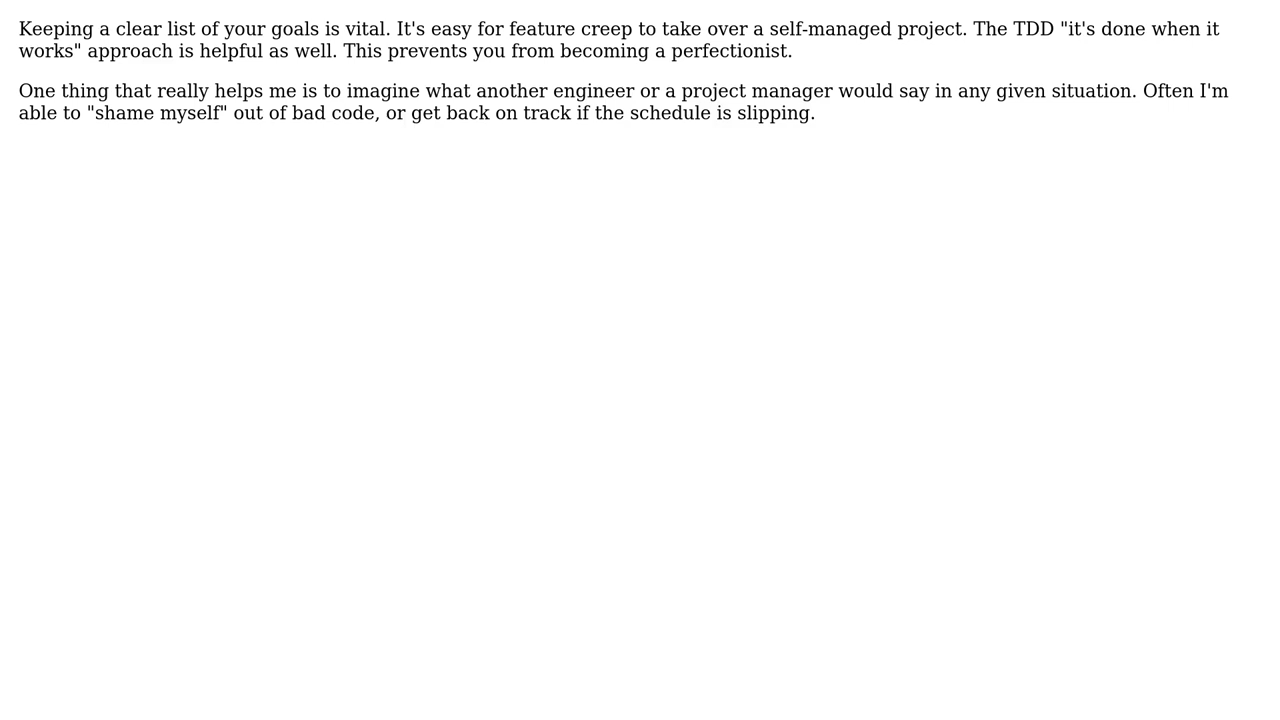 Keeping a clear list of your goals is vital. It's easy for feature creep to take over a self-managed project. The TDD "it's done when it
works" approach is helpful as well. This prevents you from becoming a perfectionist.
One thing that really helps me is to imagine what another engineer or a project manager would say in any given situation. Often I'm
able to "shame myself" out of bad code, or get back on track if the schedule is slipping.